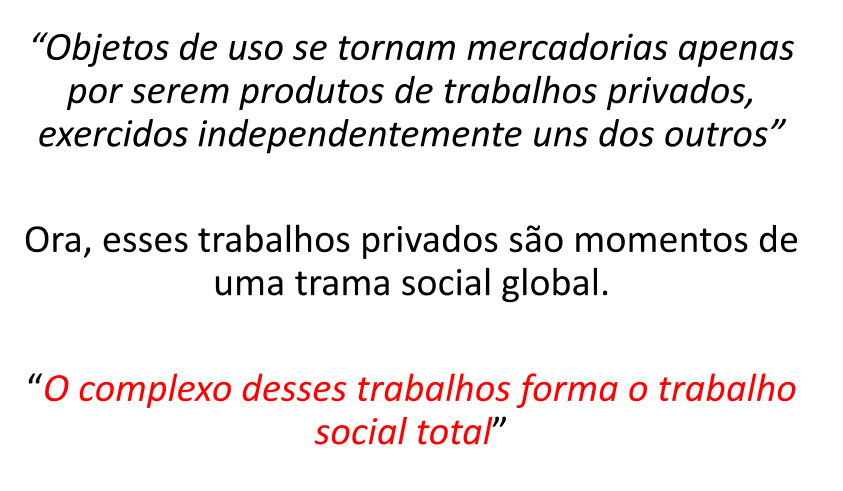 “Objetos de uso se tornam mercadorias apenas
por serem produtos de trabalhos privados,
exercidos independentemente uns dos outros”
Ora, esses trabalhos privados são momentos de
uma trama social global.
“O complexo desses trabalhos forma o trabalho
social total”